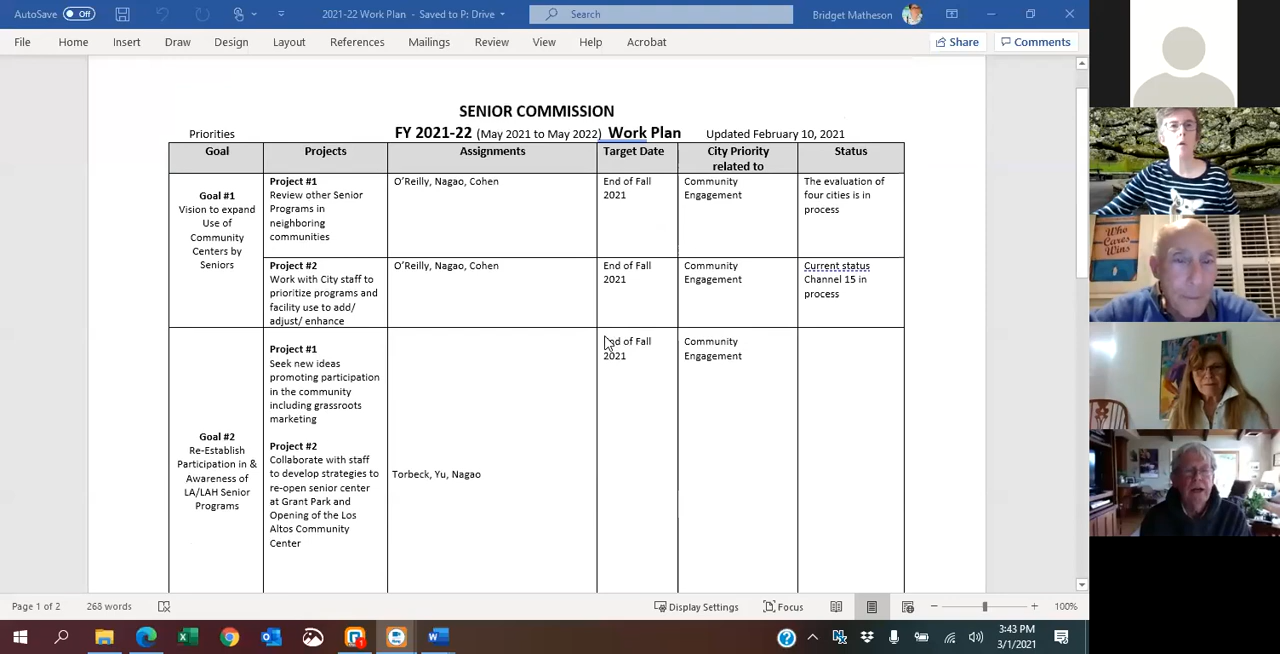 AutoSave Off 2021-22 Work Plan - Saved to P: Drive Search Bridget Matheson
File Home Insert Draw Design Layout References Mailings Review View Help Acrobat Share Comments
SENIOR COMMISSION
Priorities FY 2021-22 (May 2021 to May 2022) Work Plan Updated February 10, 2021
Goal Projects Assignments Target Date City Priority related to Status
Goal #1
Vision to expand
Use of
Community
Centers by
Seniors
Project #1
Review other Senior
Programs in
neighboring
communities
O'Reilly, Nagao, Cohen
End of Fall
2021
Community
Engagement
The evaluation of
four cities is in
process
Project #2
Work with City staff to
prioritize programs and
facility use to add/
adjust/ enhance
O'Reilly, Nagao, Cohen
End of Fall
2021
Community
Engagement
Current status
Channel 15 in
process
Goal #2
Re-Establish
Participation in &
Awareness of
LA/LAH Senior
Programs
Project #1
Seek new ideas
promoting participation
in the community
including grassroots
marketing
Project #2
Collaborate with staff
to develop strategies to
re-open senior center
at Grant Park and
Opening of the Los
Altos Community
Center
Torbeck, Yu, Nagao
End of Fall
2021
Community
Engagement
Who
Cares
Wins
Page 1 of 2 268 words Display Settings Focus 100%
3:43 PM
3/1/2021